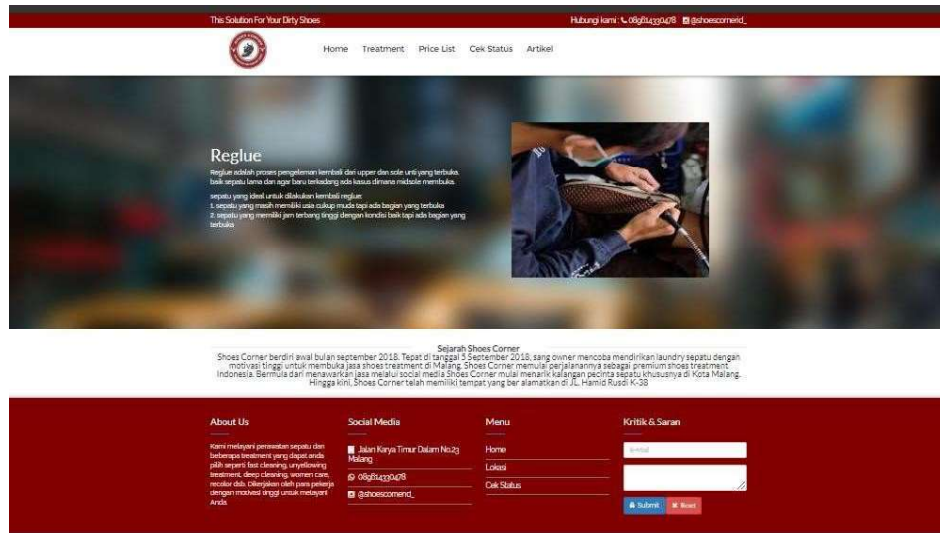 This Solution For Your Dirty Shoes
Hubungi kami : 089614330478 @shoescornerid_
Home Treatment Price List Cek Status Artikel
Reglue
Reglue adalah proses pengeleman kembali dari upper dan sole unti yang terbuka.
baik sepatu lama dan agar baru terkadang ada kasus dimana midsole membuka.
sepatu yang ideal untuk dilakukan kembali reglue:
1. sepatu yang masih memiliki usia cukup muda tapi ada bagian yang terbuka
2. sepatu yang memiliki jam terbang tinggi dengan kondisi baik tapi ada bagian yang
terbuka
Sejarah Shoes Corner
Shoes Corner berdiri awal bulan september 2018. Tepat di tanggal 5 September 2018, sang owner mencoba mendirikan laundry sepatu dengan
motivasi tinggi untuk membuka jasa shoes treatment di Malang. Shoes Corner memulai perjalanannya sebagai premium shoes treatment
Indonesia. Bermula dari menawarkan jasa melalui social media Shoes Corner mulai menarik kalangan pecinta sepatu khususnya di Kota Malang.
Hingga kini, Shoes Corner telah memiliki tempat yang ber alamatkan di JL. Hamid Rusdi K-38
About Us
Kami melayani perawatan sepatu dan
beberapa treatment yang dapat anda
pilih seperti fast cleaning, unyellowing
treatment, deep cleaning, women care,
recolor dsb. Dikerjakan oleh para pekerja
dengan motivasi tinggi untuk melayani
Anda
Social Media
Jalan Karya Timur Dalam No.23
Malang
089614330478
@shoescornerid_
Menu
Home
Lokasi
Cek Status
Kritik & Saran
Submit Reset